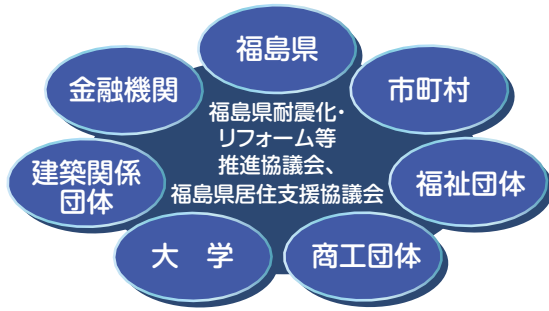 福島県
金融機関
市町村
福島県耐震化・
リフォーム等
推進協議会、
福島県居住支援協議会
建築関係
団体
福祉団体
大　学
商工団体